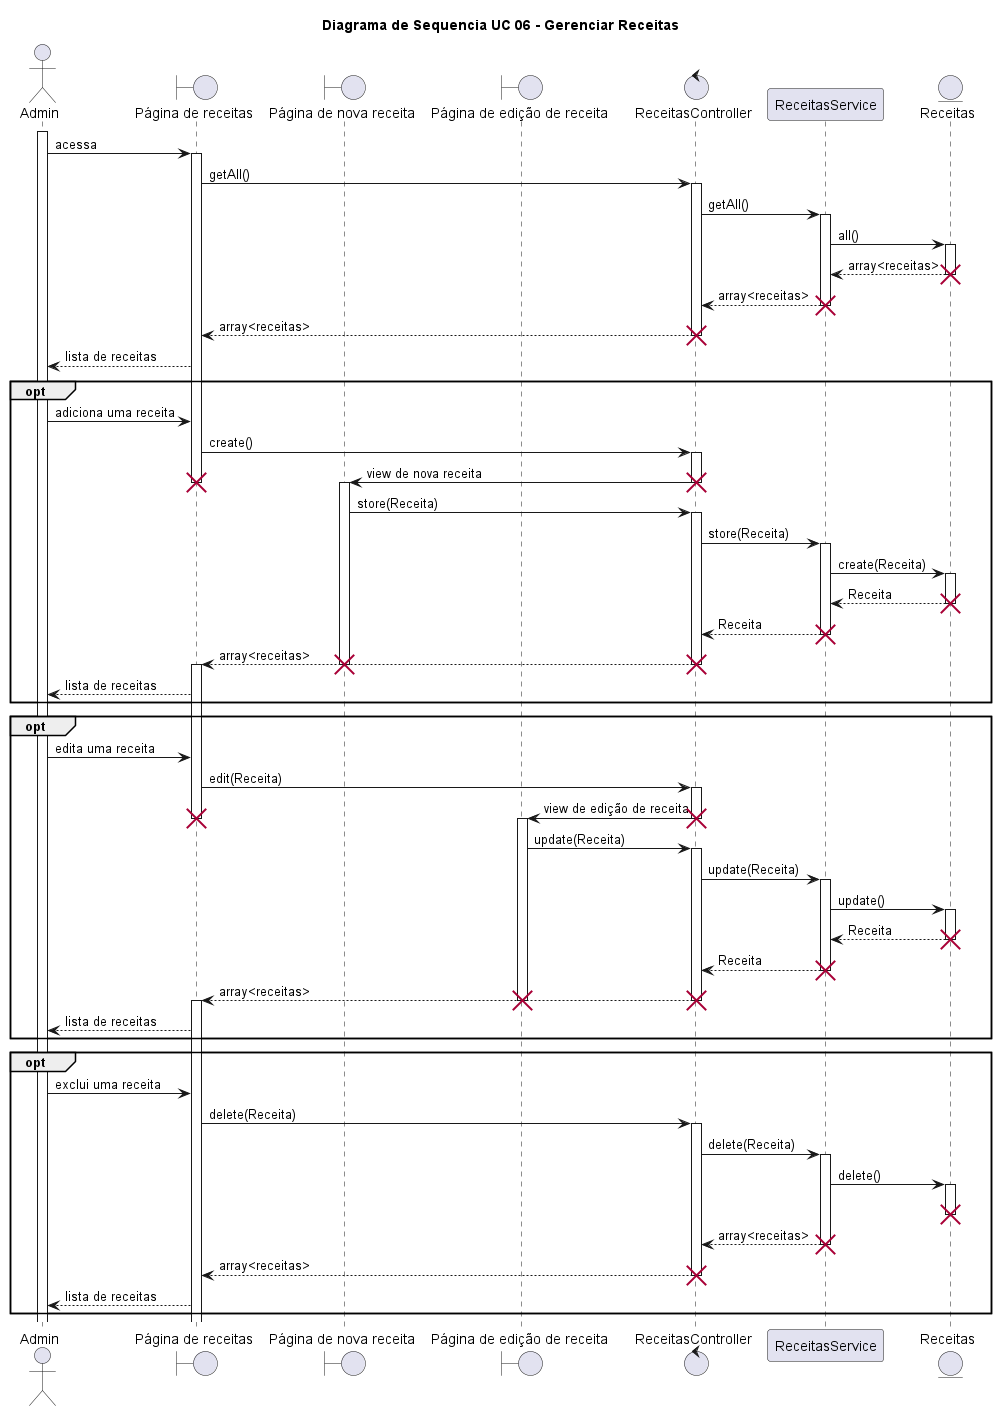 Diagrama de Sequencia UC 06 - Gerenciar Receitas
Admin
Página de receitas
Página de nova receita
Página de edição de receita
ReceitasController
ReceitasService
Receitas
acessa
getAll()
getAll()
all()
array<receitas>
array<receitas>
array<receitas>
lista de receitas
opt
adiciona uma receita
create()
view de nova receita
store(Receita)
store(Receita)
create(Receita)
Receita
Receita
array<receitas>
lista de receitas
opt
edita uma receita
edit(Receita)
view de edição de receita
update(Receita)
update(Receita)
update()
Receita
Receita
array<receitas>
lista de receitas
opt
exclui uma receita
delete(Receita)
delete(Receita)
delete()
array<receitas>
array<receitas>
lista de receitas
Admin
Página de receitas
Página de nova receita
Página de edição de receita
ReceitasController
ReceitasService
Receitas